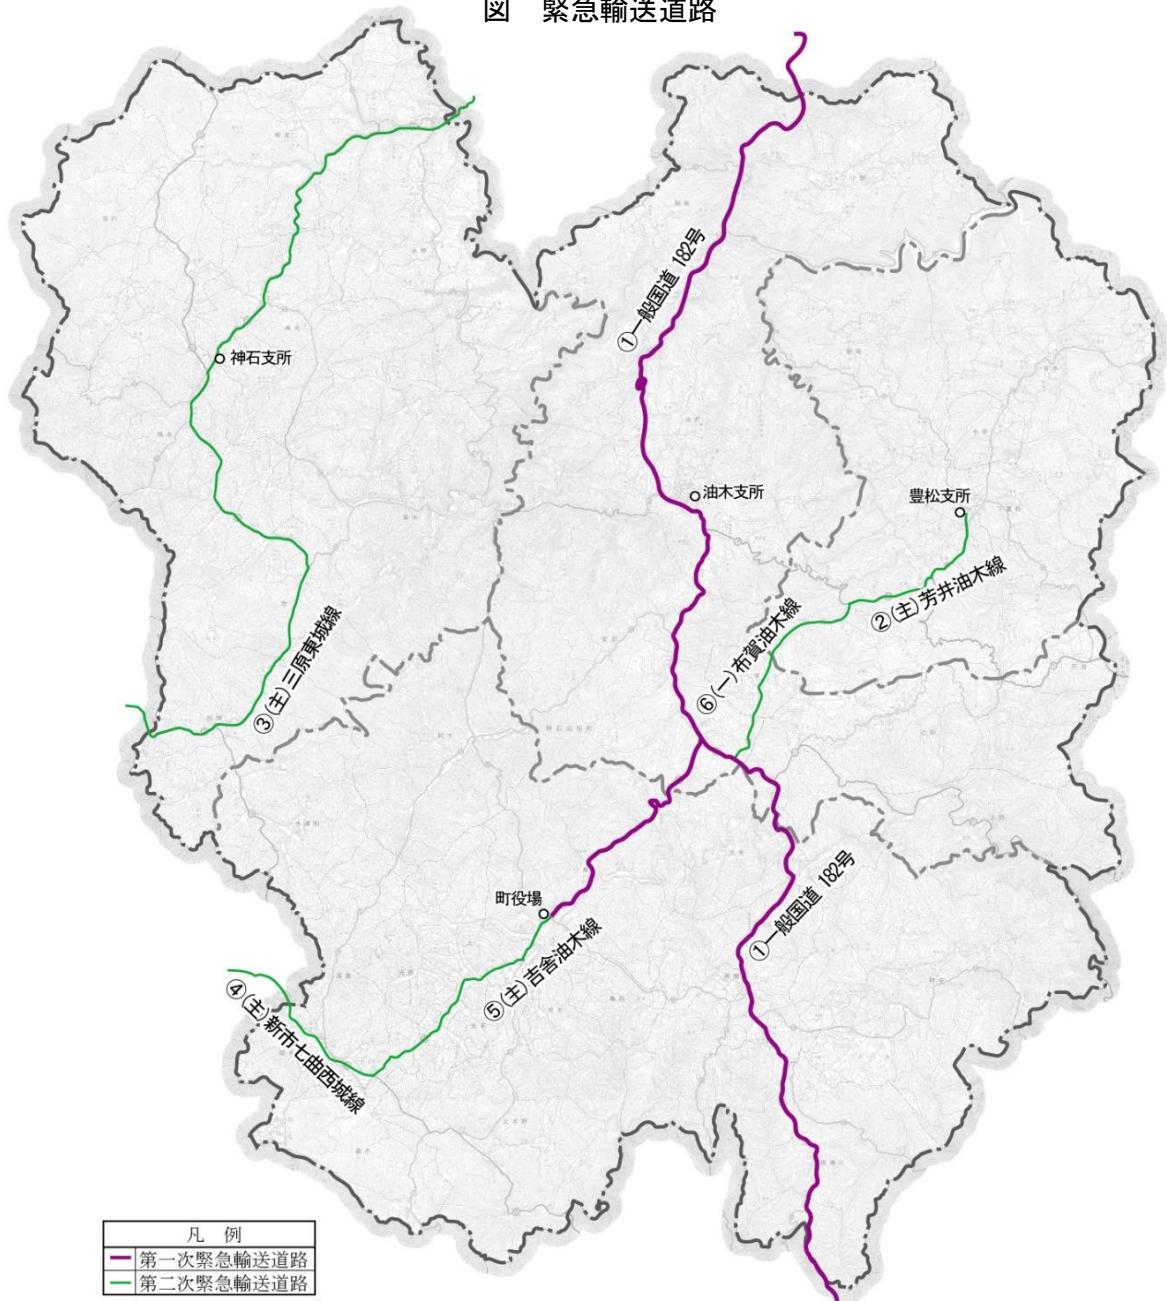 図 緊急輸送道路
①一般国道 182号
神石支所
油木支所
豊松支所
②(主)芳井油木線
⑥(一)布賀油木線
③(主)三原東城線
町役場
①一般国道 182号
⑤(主)吉舎油木線
④(主)新市七曲西城線
凡 例
第一次緊急輸送道路
第二次緊急輸送道路